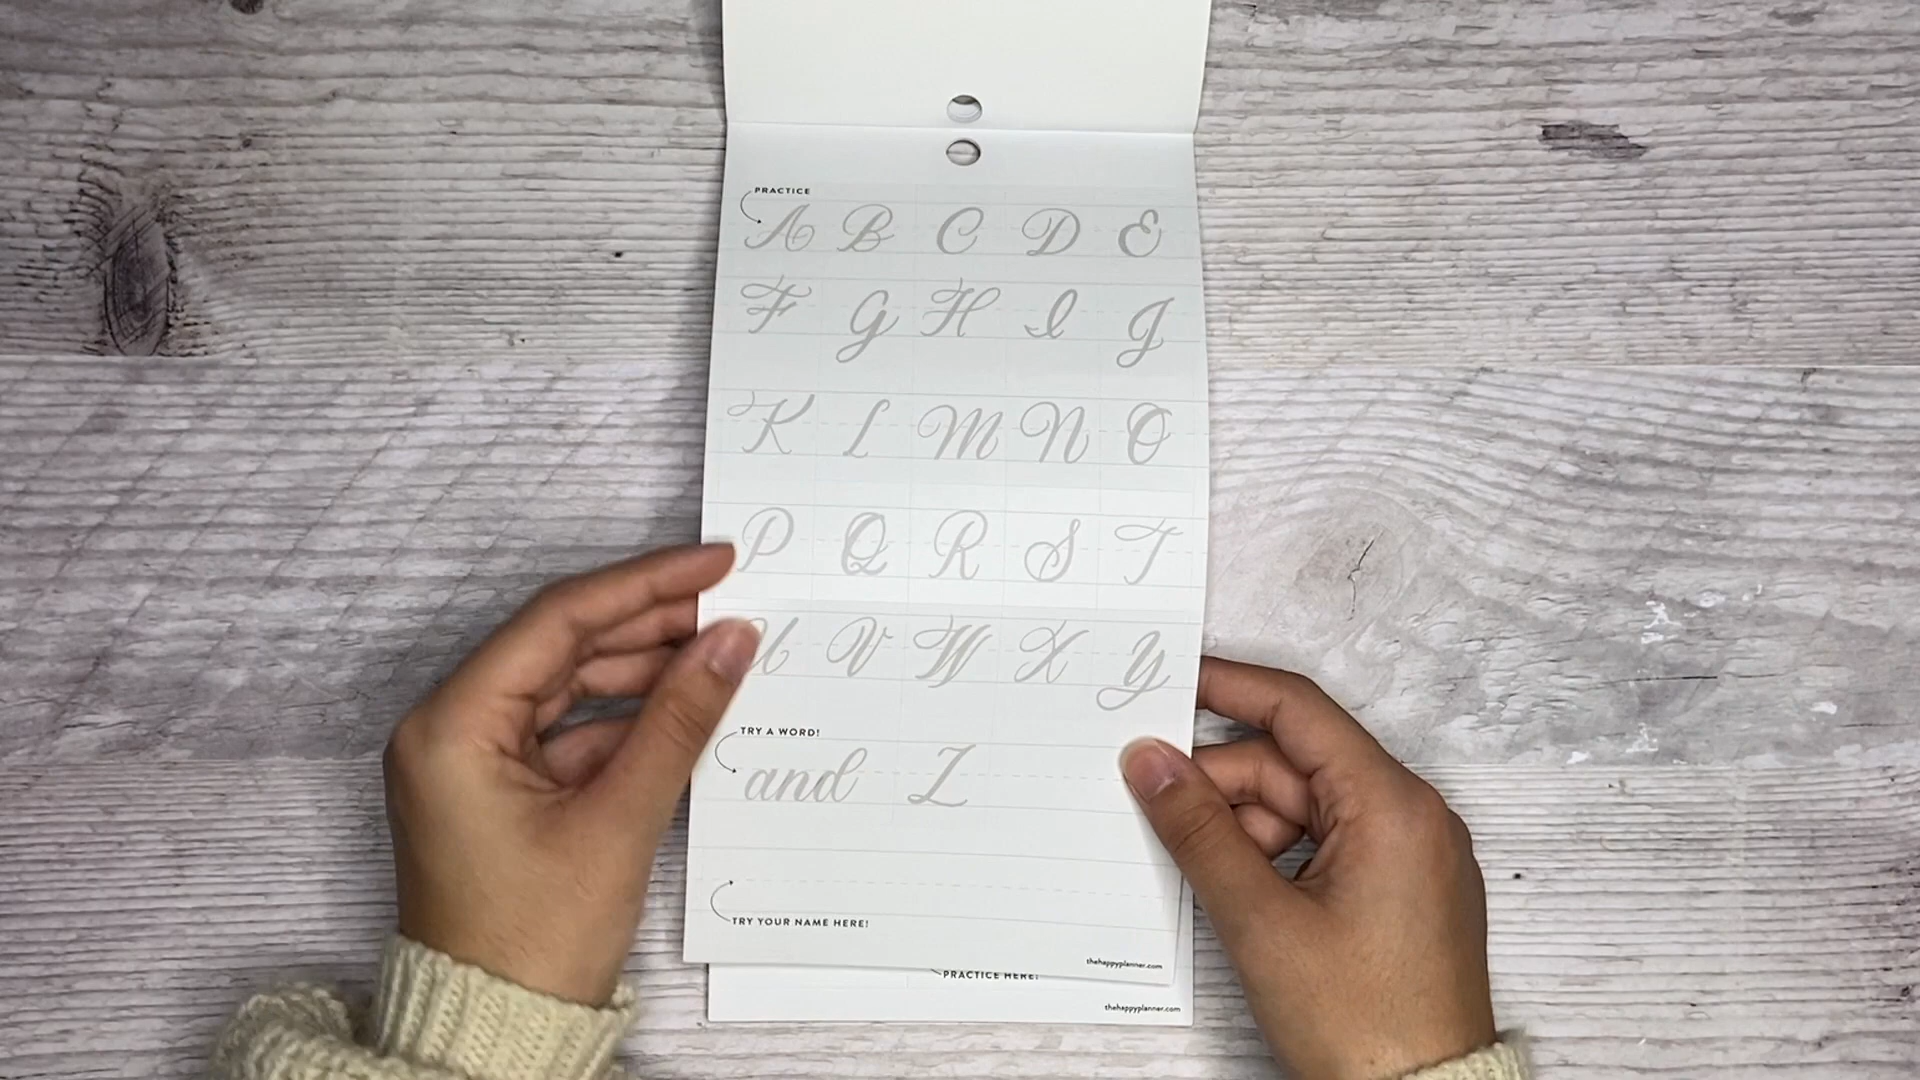 PRACTICE
A B C D E
F G H I J
K L M N O
P Q R S T
U V W X Y
TRY A WORD!
and Z
TRY YOUR NAME HERE!
thehappyplanner.com
PRACTICE HERE!
thehappyplanner.com